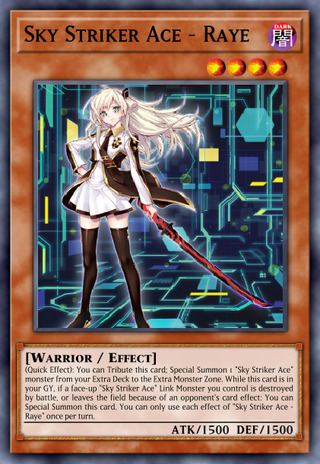 Sky Striker Ace - Raye
DARK
闇
[Warrior / Effect]
(Quick Effect): You can Tribute this card; Special Summon 1 "Sky Striker Ace"
monster from your Extra Deck to the Extra Monster Zone. While this card is in
your GY, if a face-up "Sky Striker Ace" Link Monster you control is destroyed
by battle, or leaves the field because of an opponent's card effect: You can
Special Summon this card. You can only use each effect of "Sky Striker Ace -
Raye" once per turn.
ATK/1500 DEF/1500